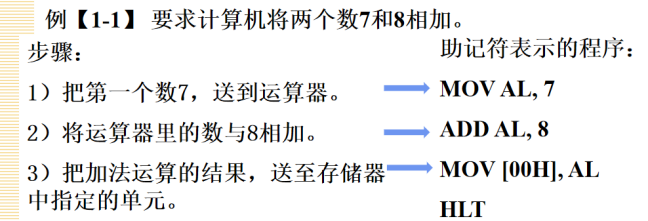 例【1-1】 要求计算机将两个数7和8相加。
步骤：
助记符表示的程序：
1）把第一个数7，送到运算器。
MOV AL, 7
2）将运算器里的数与8相加。
ADD AL, 8
3）把加法运算的结果，送至存储器
MOV [00H], AL
中指定的单元。
HLT